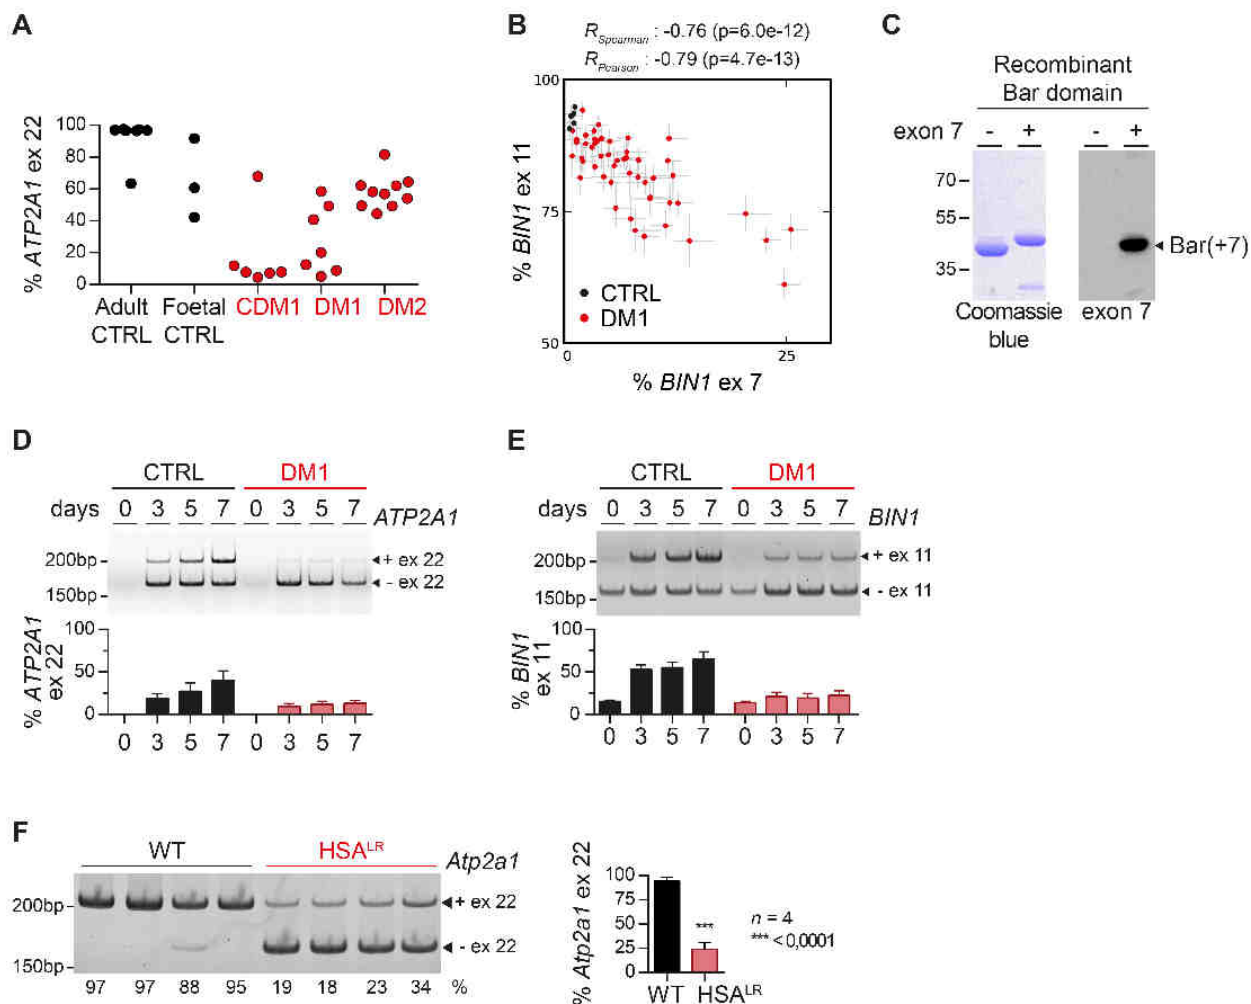 A
% ATP2A1 ex 22
100
80
60
40
20
0
Adult CTRL
Foetal CTRL
CDM1
DM1
DM2
B
R Spearman : -0.76 (p=6.0e-12)
R Pearson : -0.79 (p=4.7e-13)
% BIN1 ex 11
100
75
50
CTRL
DM1
0 25
% BIN1 ex 7
C
Recombinant
Bar domain
exon 7 - + - +
70
55
35
Bar(+7)
Coomassie
blue
exon 7
D
CTRL DM1
days 0 3 5 7 0 3 5 7 ATP2A1
200bp
+ ex 22
150bp
- ex 22
% ATP2A1
ex 22
100
50
0
0 3 5 7 0 3 5 7
E
CTRL DM1
days 0 3 5 7 0 3 5 7 BIN1
200bp
+ ex 11
150bp
- ex 11
% BIN1
ex 11
100
50
0
0 3 5 7 0 3 5 7
F
WT HSALR Atp2a1
200bp
+ ex 22
- ex 22
150bp
97 97 88 95 19 18 23 34 %
% Atp2a1 ex 22
100
75
50
25
0
***
WT HSALR
n = 4
*** < 0,0001